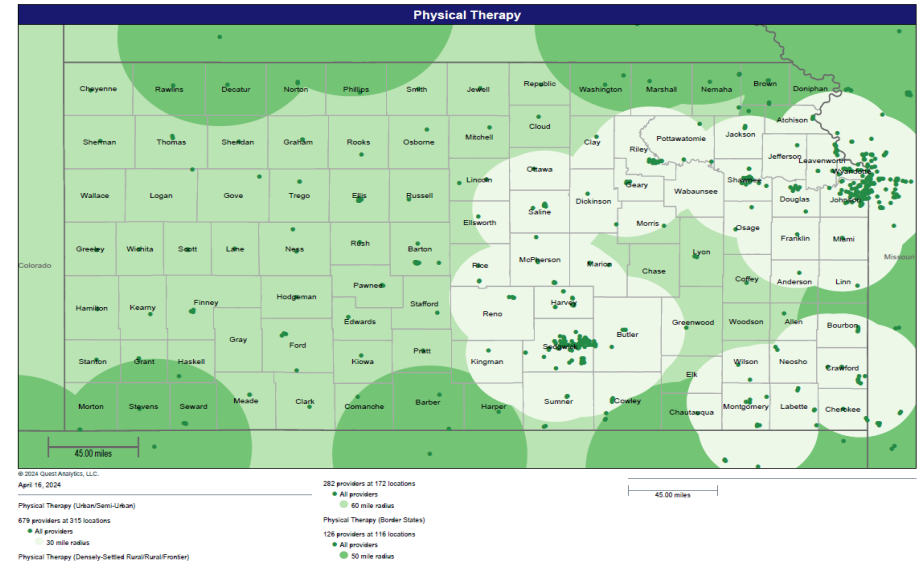 Physical Therapy
Cheyenne Rawlins Decatur Norton Phillips Smith Jewell Republic Washington Marshall Nemaha Brown Doniphan
Atchison
Sherman Thomas Sheridan Graham Rooks Osborne Mitchell Cloud Clay Riley Pottawatomie Jackson
Jefferson Leavenworth
Wyandotte
Wallace Logan Gove Trego Ellis Russell Lincoln Ottawa Geary Wabaunsee Shawnee Douglas Johnson
Saline Dickinson
Ellsworth Morris Osage Franklin Miami
Greeley Wichita Scott Lane Ness Rush Barton Rice McPherson Marion Chase Lyon
Colorado Missouri
Coffey Anderson Linn
Hamilton Kearny Finney Hodgeman Pawnee Stafford Reno Harvey
Gray Ford Edwards Butler Greenwood Woodson Allen Bourbon
Stanton Grant Haskell Kiowa Pratt Kingman Sedgwick Elk Wilson Neosho Crawford
Morton Stevens Seward Meade Clark Comanche Barber Harper Sumner Cowley Chautauqua Montgomery Labette Cherokee
45.00 miles
© 2024 Quest Analytics, LLC.
April 16, 2024
Physical Therapy (Urban/Semi-Urban)
679 providers at 315 locations
All providers
30 mile radius
Physical Therapy (Densely-Settled Rural/Rural/Frontier)
282 providers at 172 locations
All providers
60 mile radius
Physical Therapy (Border States)
126 providers at 116 locations
All providers
50 mile radius
45.00 miles